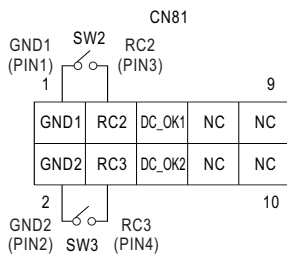 CN81
GND1 SW2 RC2
(PIN1) (PIN3)
1 9
GND1 RC2 DC_OK1 NC NC
GND2 RC3 DC_OK2 NC NC
2 10
GND2 RC3
(PIN2) SW3 (PIN4)